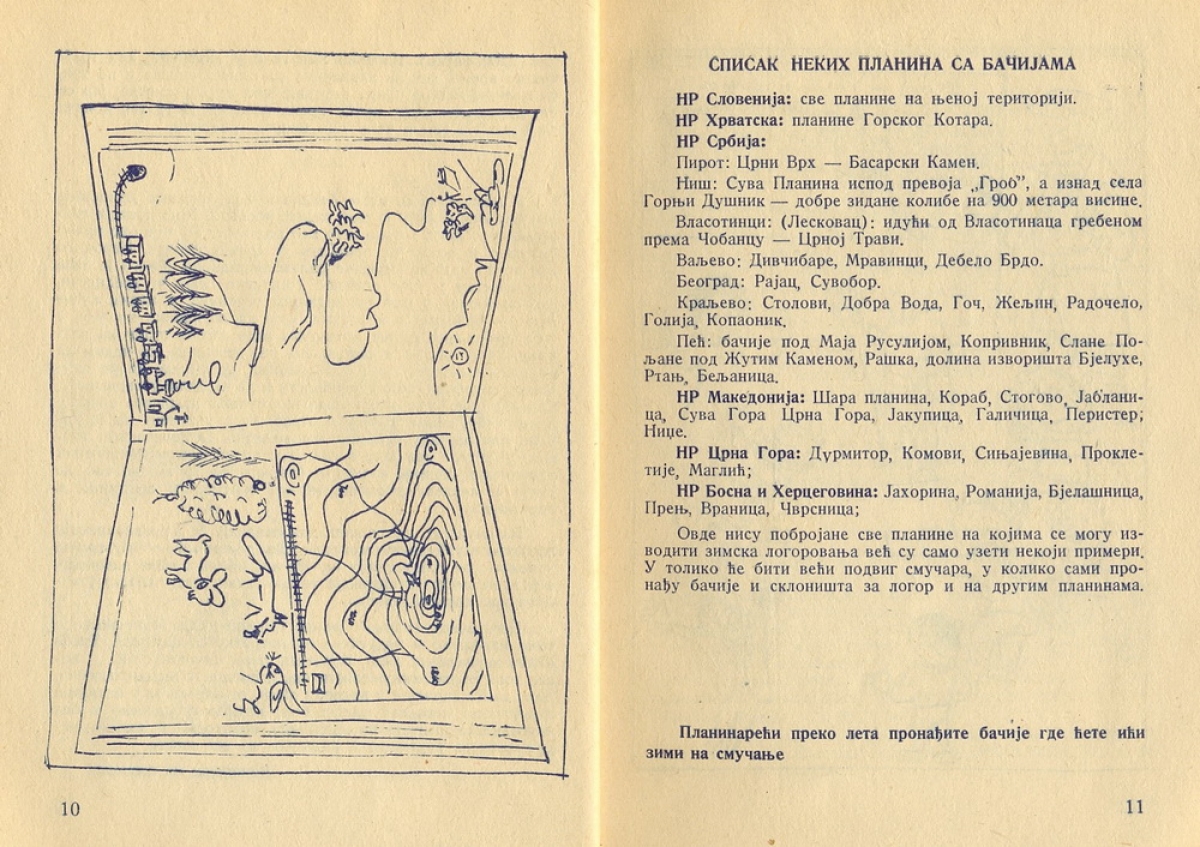 10
СПИСАК НЕКИХ ПЛАНИНА СА БАЧИЈАМА
НР Словенија: све планине на њеној територији.
НР Хрватска: планине Горског Котара.
НР Србија:
Пирот: Црни Врх — Басарски Камен.
Ниш: Сува Планина испод превоја „Гроб”, а изнад села
Горњи Душник — добре зидане колибе на 900 метара висине.
Власотинци: (Лесковац): идући од Власотинаца гребеном
према Чобанцу — Црној Трави.
Ваљево: Дивчибаре, Мравинци, Дебело Брдо.
Београд: Рајац, Сувобор.
Краљево: Столови, Добра Вода, Гоч, Жељин, Радочело,
Голија, Копаоник.
Пећ: бачије под Маја Русулијом, Копривник, Слане По-
љане под Жутим Каменом, Рашка, долина изворишта Бјелухе,
Ртањ, Бељаница.
НР Македонија: Шара планина, Кораб, Стогово, Јаблани-
ца, Сува Гора Црна Гора, Јакупица, Галичица, Перистер;
Ниџе.
НР Црна Гора: Дурмитор, Комови, Сињајевина, Прокле-
тије, Маглић;
НР Босна и Херцеговина: Јахорина, Романија, Бјелашница,
Прењ, Враница, Чврсница;
Овде нису побројане све планине на којима се могу из-
водити зимска логоровања већ су само узети некоји примери.
У толико ће бити већи подвиг смучара, у колико сами про-
нађу бачије и склоништа за логор и на другим планинама.
Планинарећи преко лета пронађите бачије где ћете ићи
зими на смучање
11